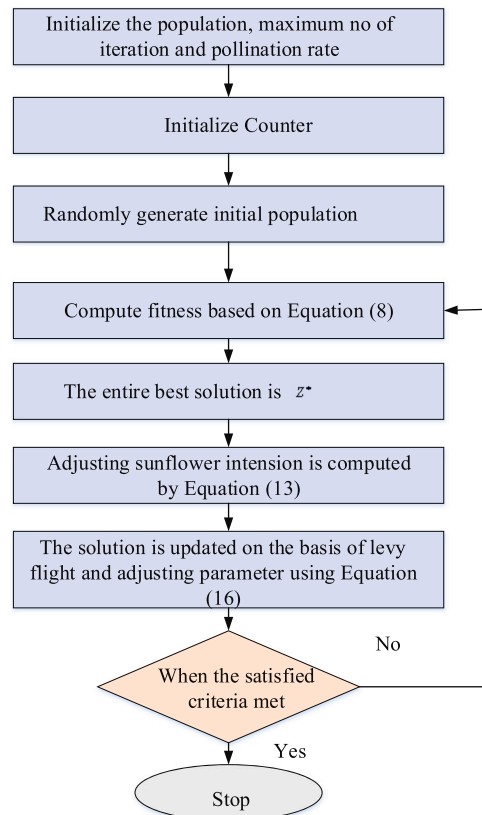 Initialize the population, maximum no of
iteration and pollination rate
Initialize Counter
Randomly generate initial population
Compute fitness based on Equation (8)
The entire best solution is z*
Adjusting sunflower intension is computed
by Equation (13)
The solution is updated on the basis of levy
flight and adjusting parameter using Equation
(16)
No
When the satisfied
criteria met
Yes
Stop